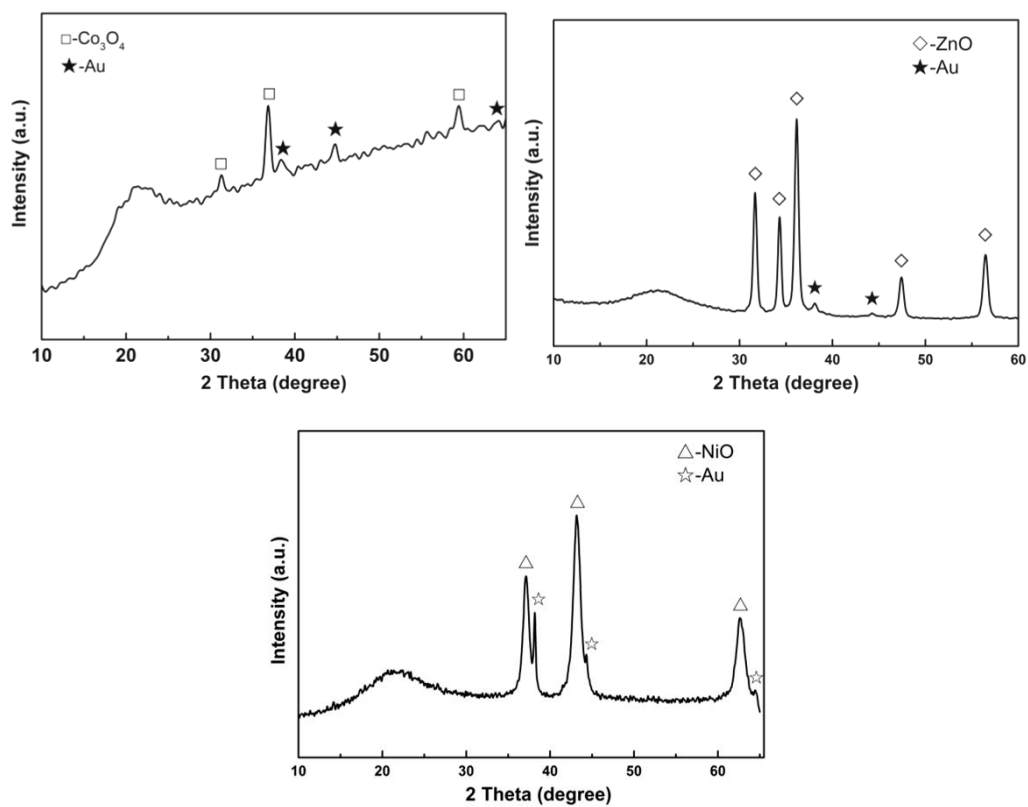 □-Co₃O₄
★-Au
Intensity (a.u.)
10 20 30 40 50 60
2 Theta (degree)
◇-ZnO
★-Au
Intensity (a.u.)
10 20 30 40 50 60
2 Theta (degree)
△-NiO
☆-Au
Intensity (a.u.)
10 20 30 40 50 60
2 Theta (degree)